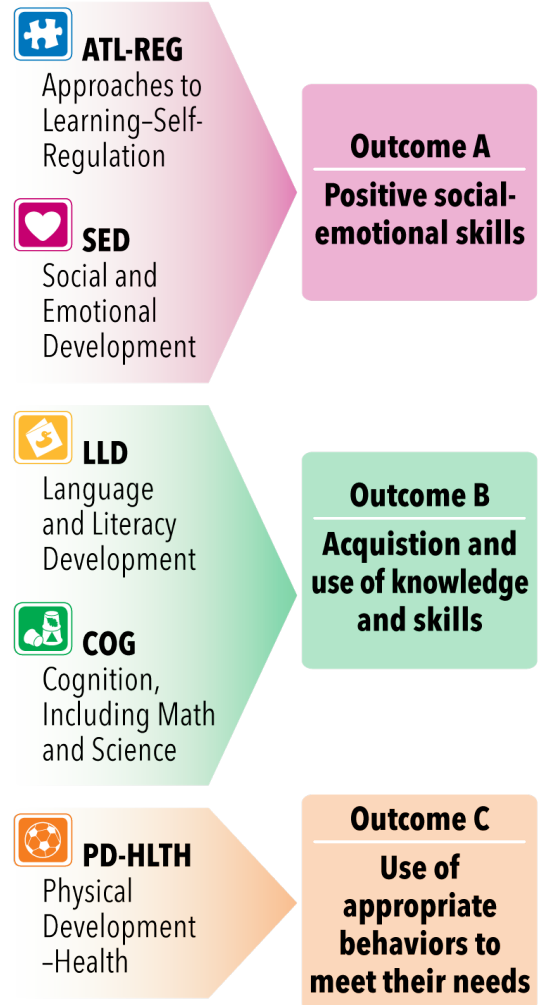 ATL-REG
Approaches to
Learning–Self-
Regulation
SED
Social and
Emotional
Development
Outcome A
Positive social-
emotional skills
LLD
Language
and Literacy
Development
COG
Cognition,
Including Math
and Science
Outcome B
Acquistion and
use of knowledge
and skills
PD-HLTH
Physical
Development
–Health
Outcome C
Use of
appropriate
behaviors to
meet their needs